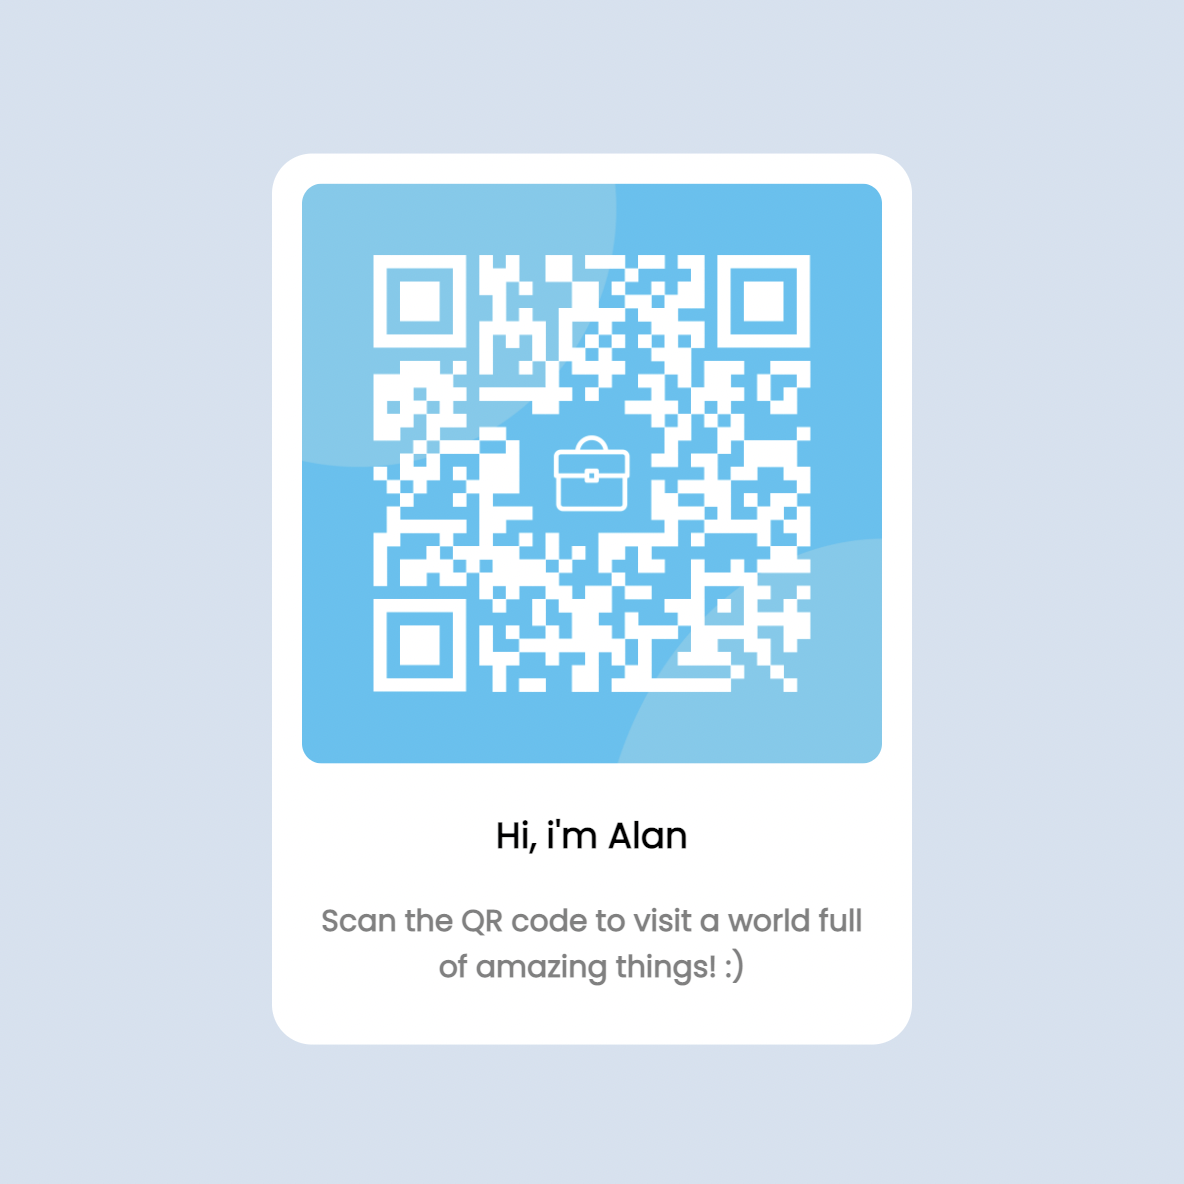 Hi, i'm Alan
Scan the QR code to visit a world full
of amazing things! :)